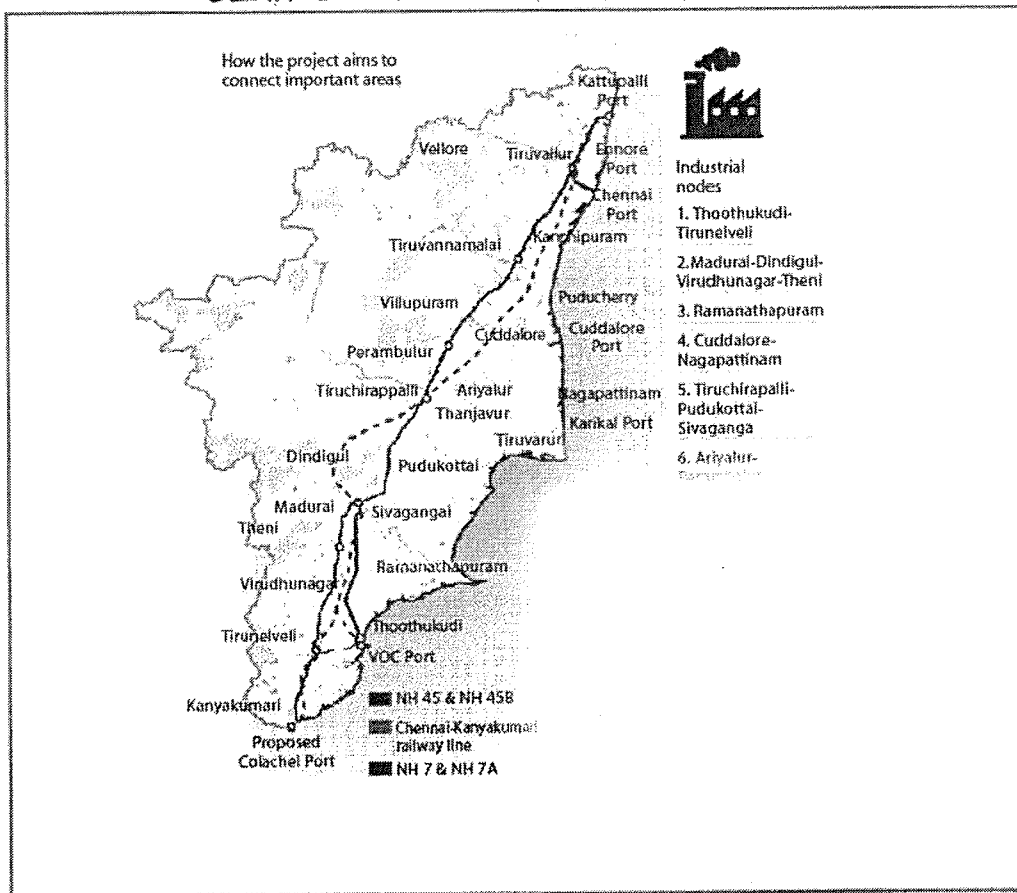 How the project aims to
connect important areas
Kattupalli
Port
Vellore
Tiruvallur
Ennore
Port
Chennai
Port
Kanchipuram
Tiruvannamalai
Villupuram
Puducherry
Cuddalore
Cuddalore
Port
Perambulur
Tiruchirappalli
Ariyalur
Thanjavur
Nagapattinam
Karikal Port
Tiruvarur
Dindigul
Pudukottai
Madurai
Sivagangai
Theni
Ramanathapuram
Virudhunagar
Thoothukudi
Tirunelveli
VOC Port
Kanyakumari
Proposed
Colachel Port
NH 45 & NH 45B
Chennai-Kanyakumari
railway line
NH 7 & NH 7A
Industrial
nodes
1. Thoothukudi-
Tirunelveli
2.Madurai-Dindigul-
Virudhunagar-Theni
3. Ramanathapuram
4. Cuddalore-
Nagapattinam
5. Tiruchirapalli-
Pudukottai-
Sivaganga
6. Ariyalur-